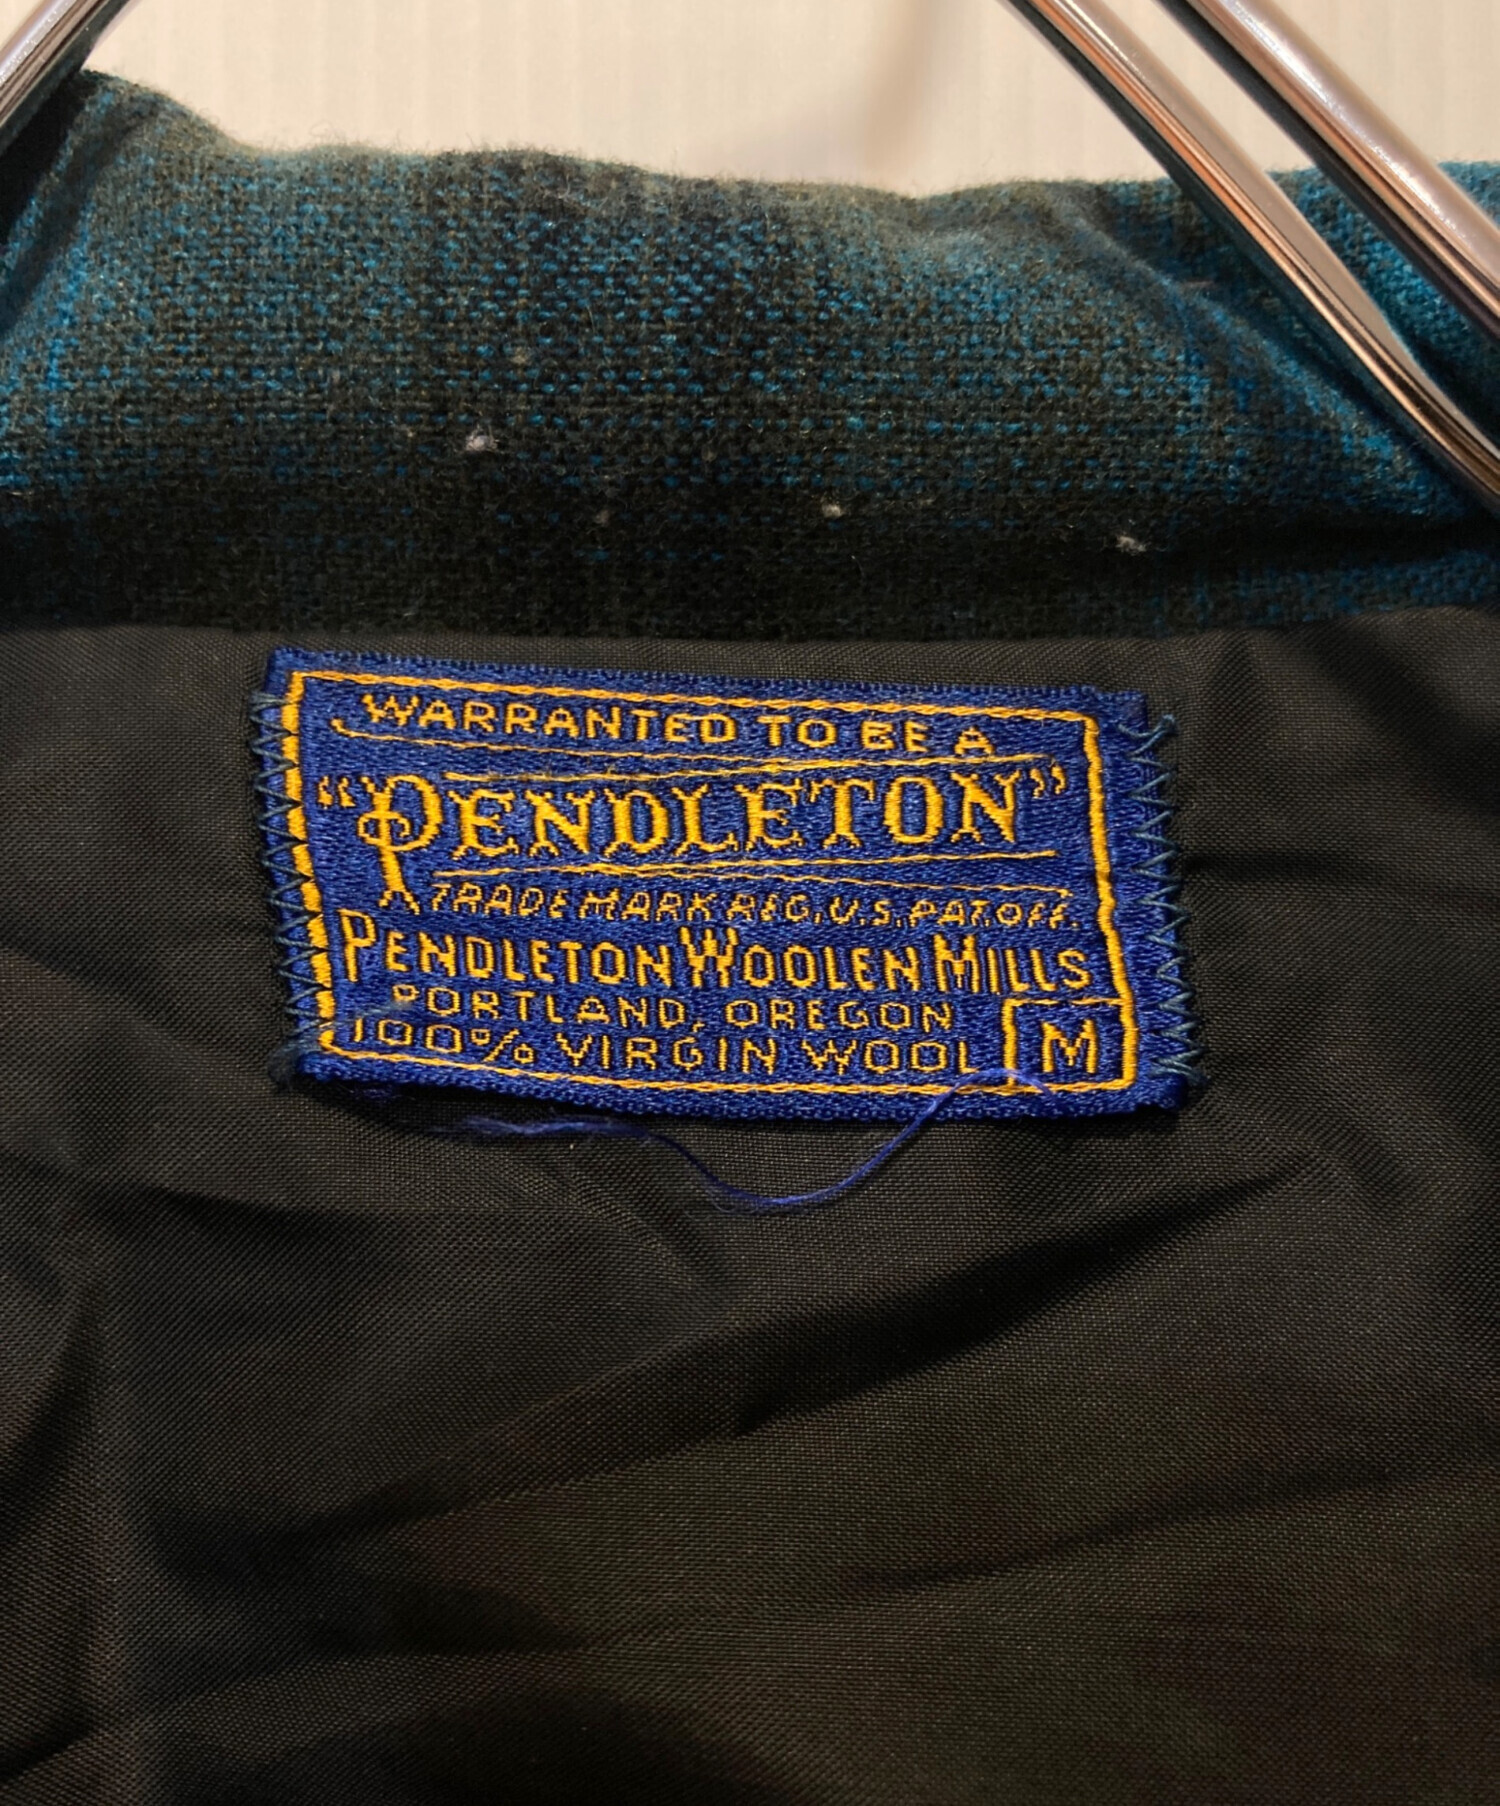 WARRANTED TO BE A
"PENDLETON"
TRADE MARK REG. U.S. PAT. OFF.
PENDLETON WOOLEN MILLS
PORTLAND, OREGON
100% VIRGIN WOOL M